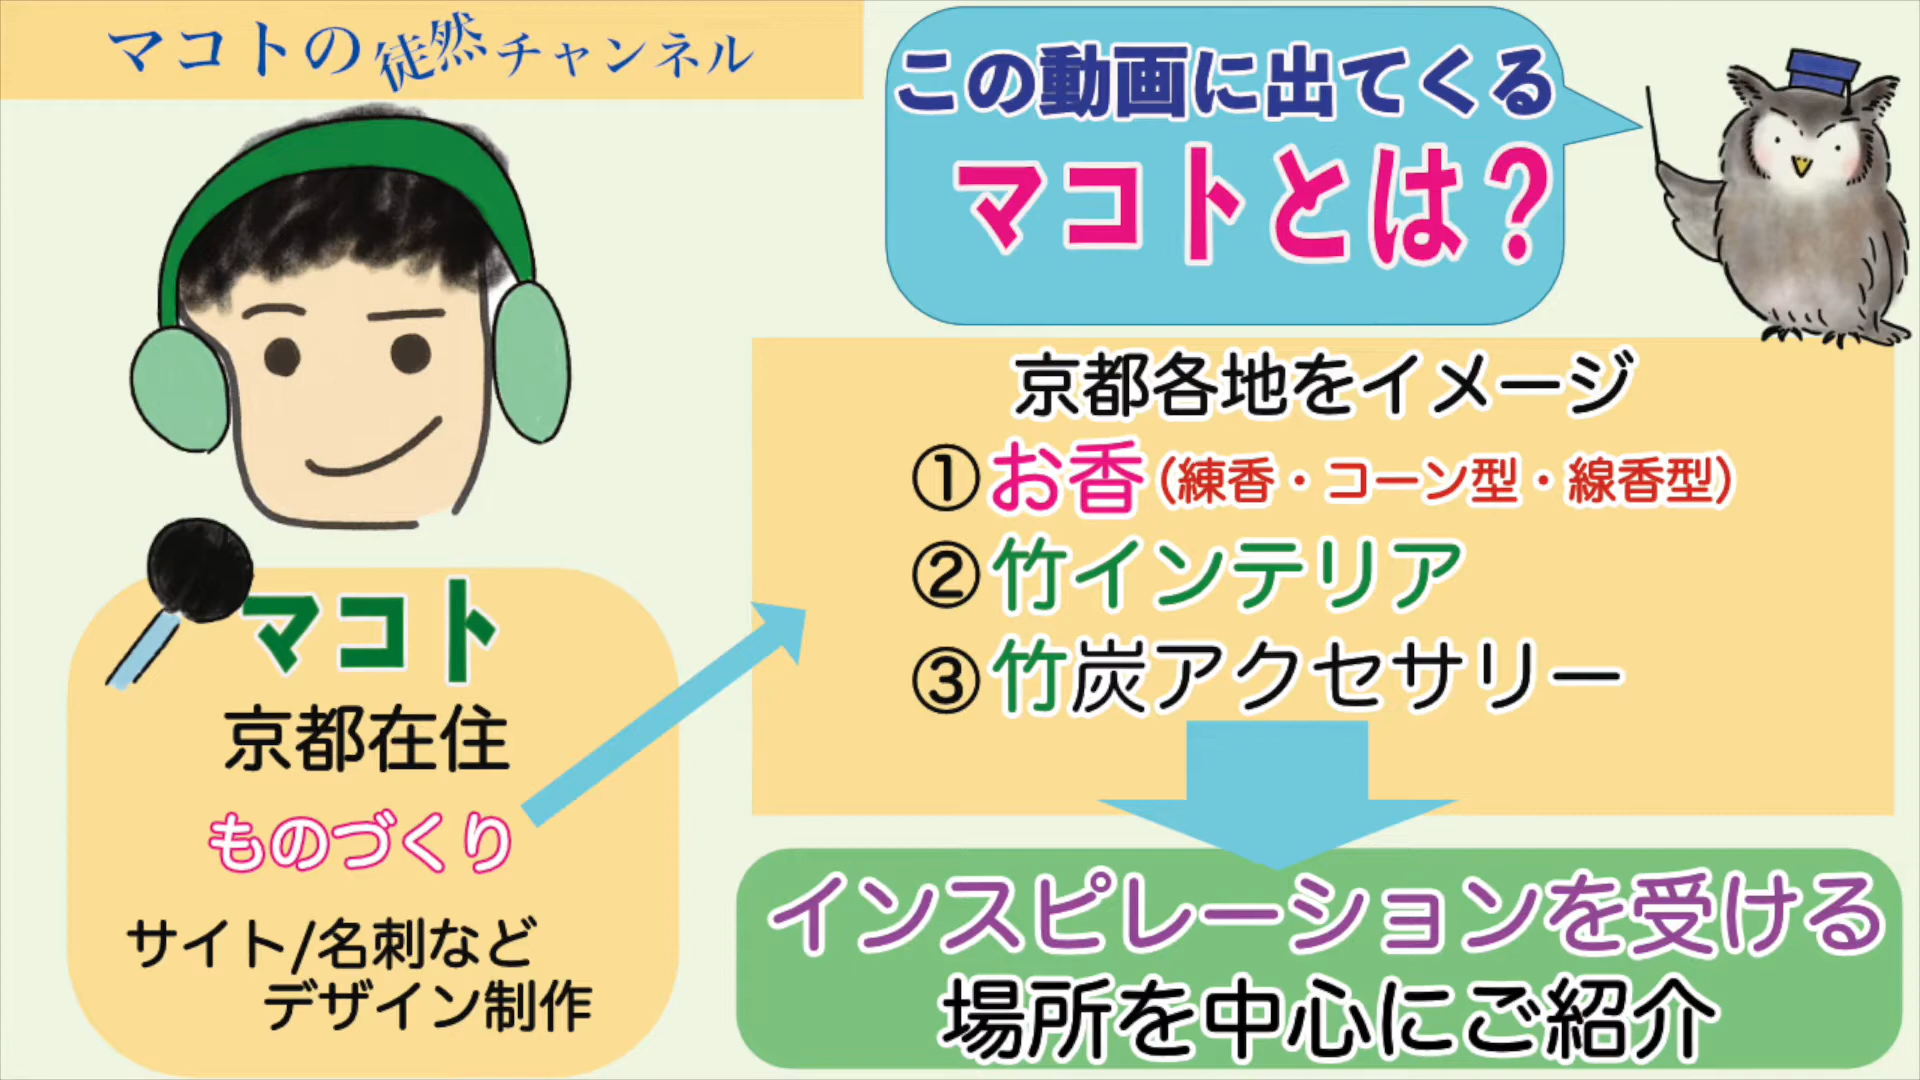 マコトの徒然チャンネル
この動画に出てくる
マコトとは？
マコト
京都在住
ものづくり
サイト/名刺など
デザイン制作
京都各地をイメージ
①お香（練香・コーン型・線香型）
②竹インテリア
③竹炭アクセサリー
インスピレーションを受ける
場所を中心にご紹介